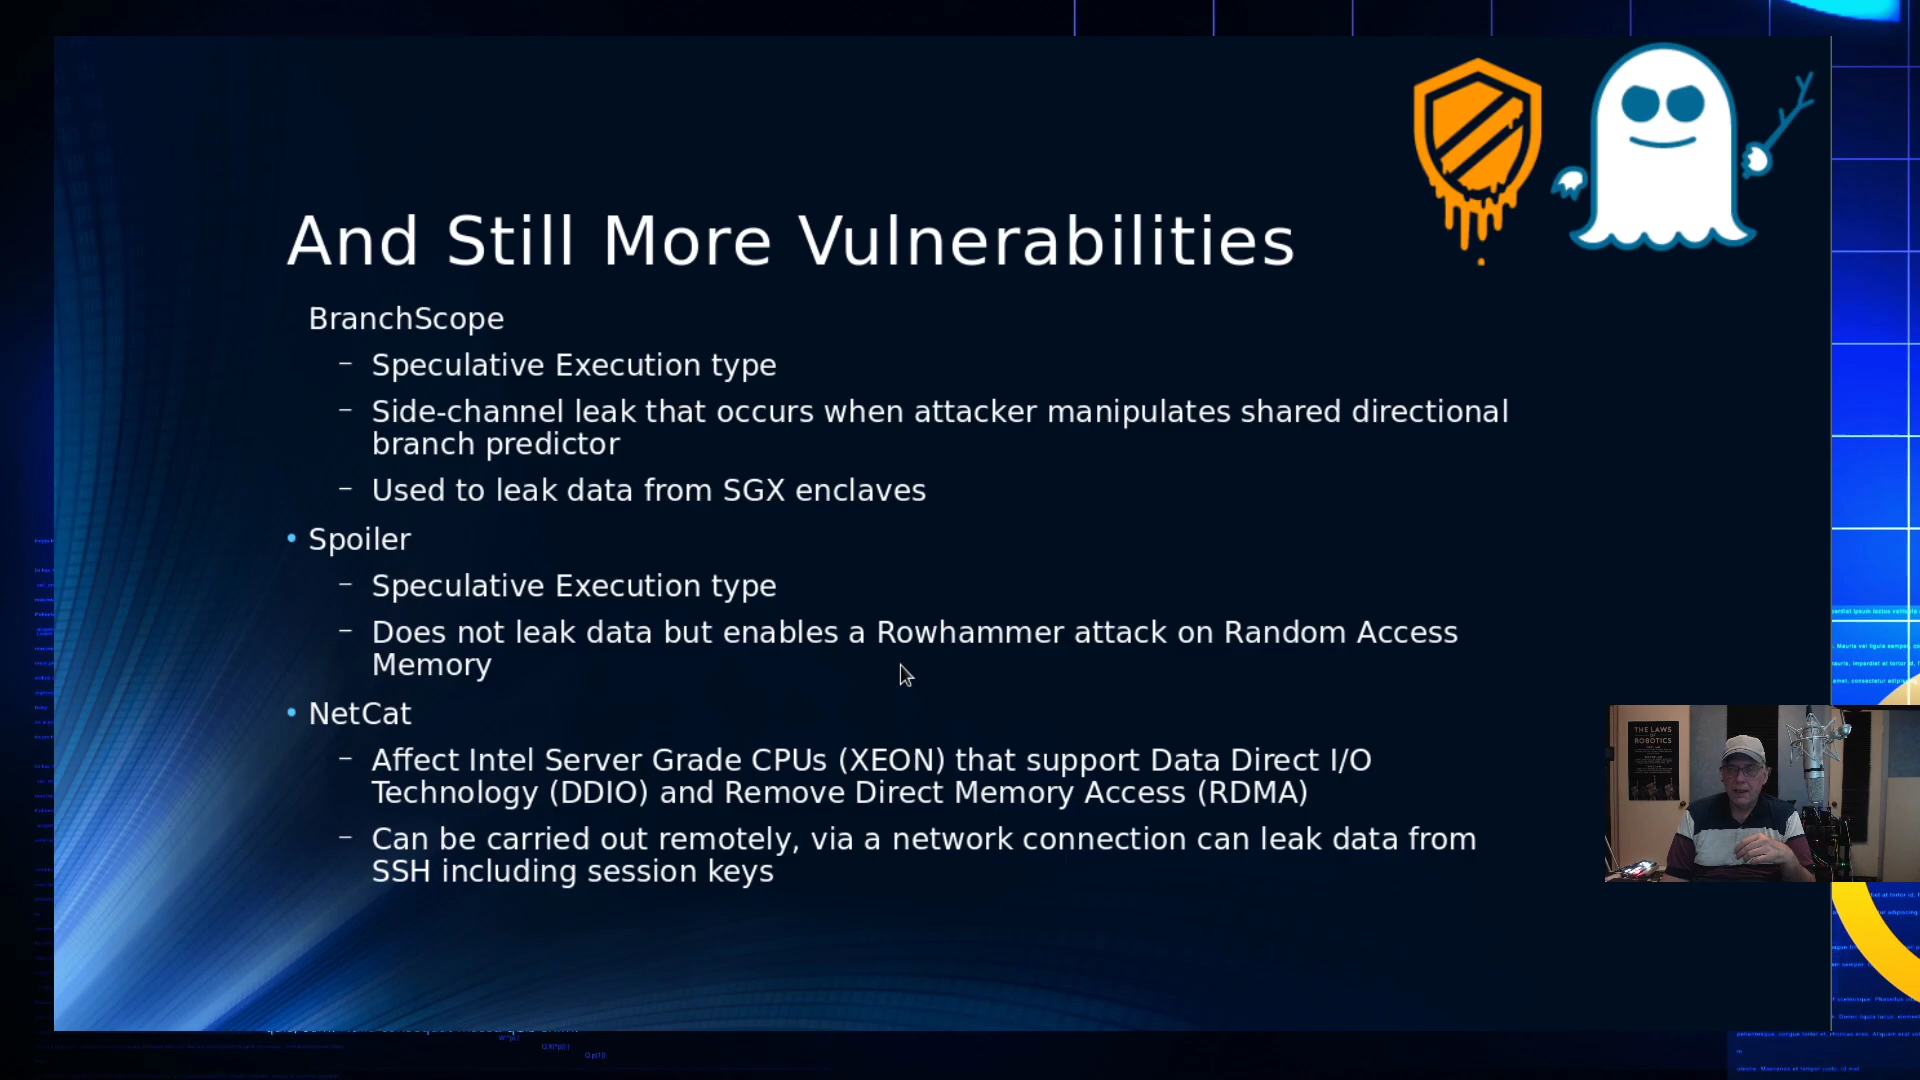 And Still More Vulnerabilities
BranchScope
– Speculative Execution type
– Side-channel leak that occurs when attacker manipulates shared directional
branch predictor
– Used to leak data from SGX enclaves
• Spoiler
– Speculative Execution type
– Does not leak data but enables a Rowhammer attack on Random Access
Memory
• NetCat
– Affect Intel Server Grade CPUs (XEON) that support Data Direct I/O
Technology (DDIO) and Remove Direct Memory Access (RDMA)
– Can be carried out remotely, via a network connection can leak data from
SSH including session keys
THE LAWS
OF
ROBOTICS